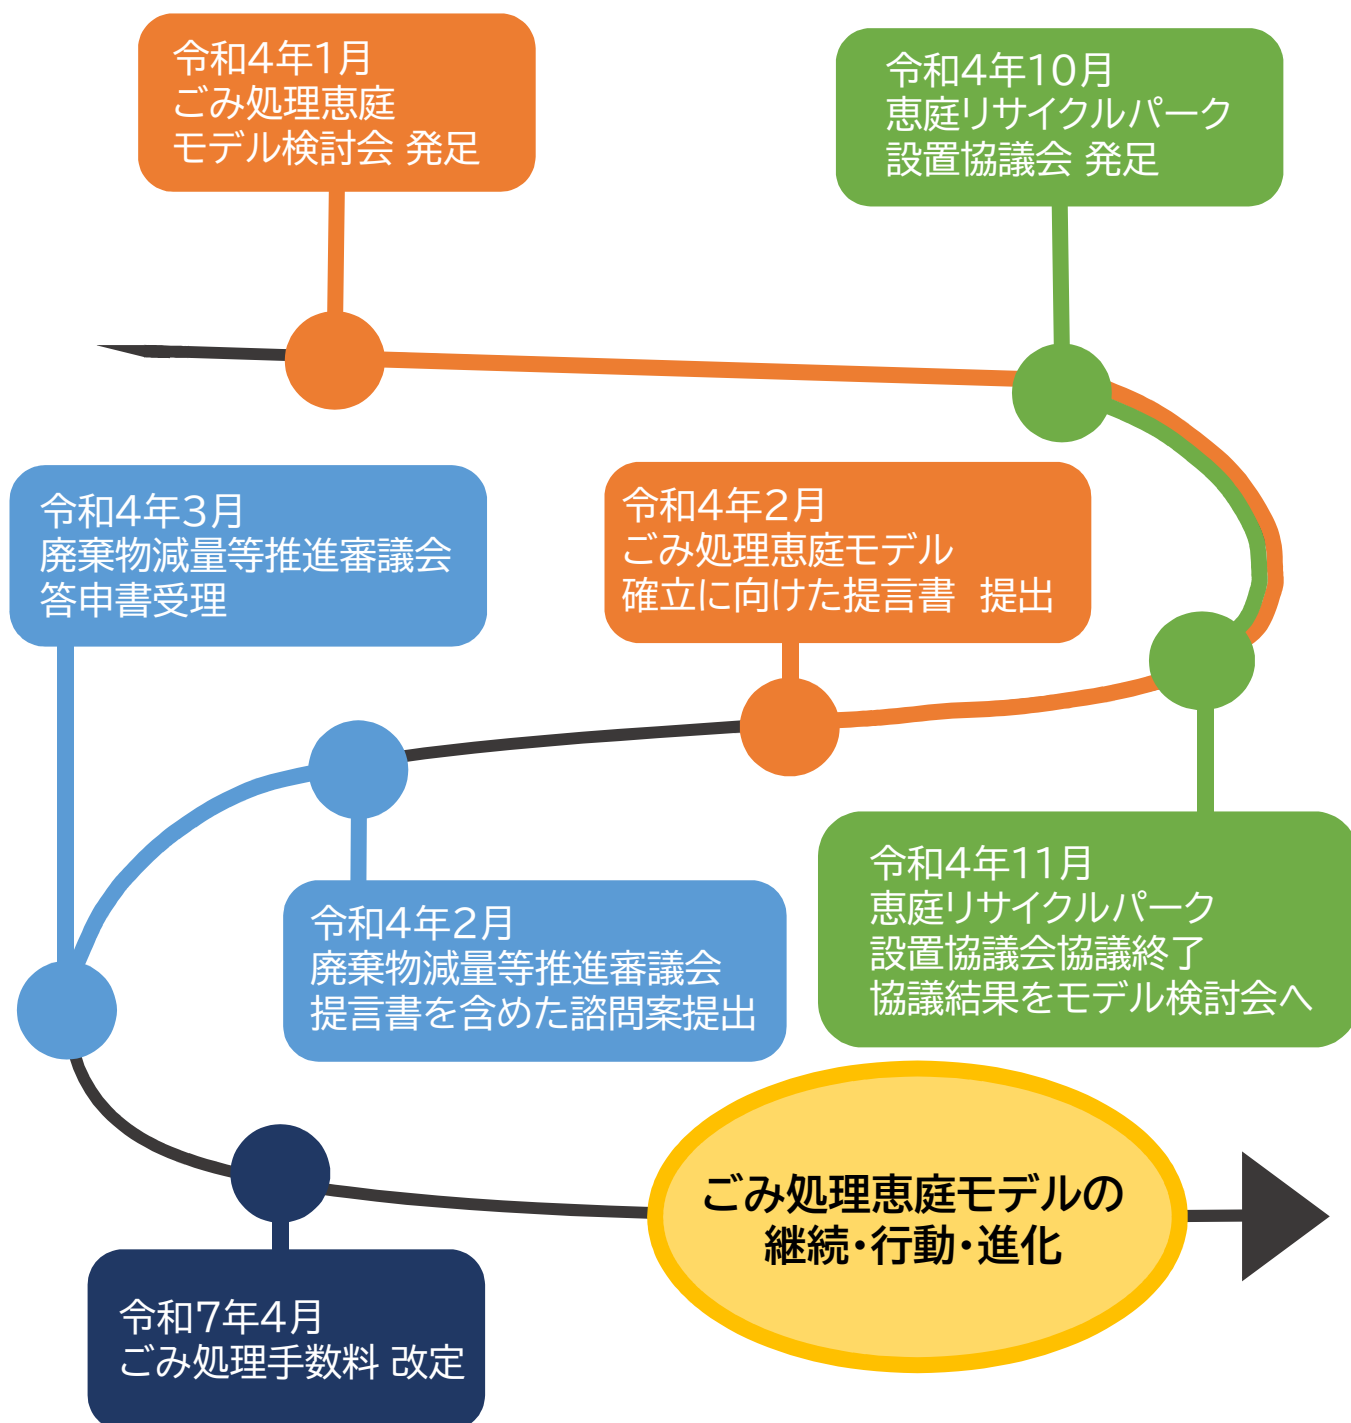 令和4年1月
ごみ処理恵庭
モデル検討会 発足
令和4年10月
恵庭リサイクルパーク
設置協議会 発足
令和4年11月
恵庭リサイクルパーク
設置協議会協議終了
協議結果をモデル検討会へ
令和4年2月
ごみ処理恵庭モデル
確立に向けた提言書　提出
令和4年2月
廃棄物減量等推進審議会
提言書を含めた諮問案提出
令和4年3月
廃棄物減量等推進審議会
答申書受理
令和7年4月
ごみ処理手数料 改定
ごみ処理恵庭モデルの
継続・行動・進化